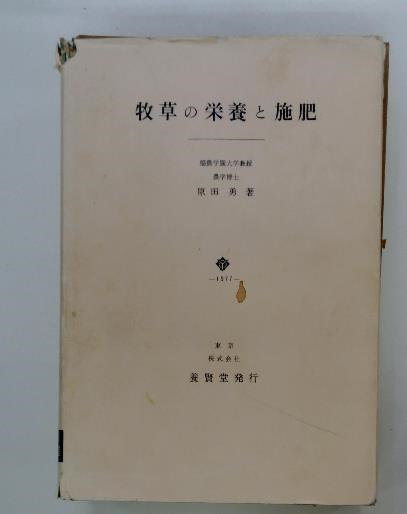 牧草の栄養と施肥
酪農学園大学教授
農学博士
原田勇著
—1977—
東京
株式会社
養賢堂発行